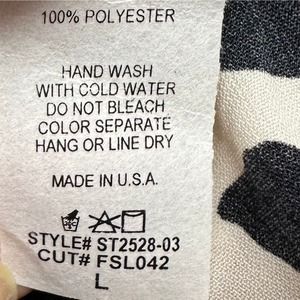 100% POLYESTER
HAND WASH
WITH COLD WATER
DO NOT BLEACH
COLOR SEPARATE
HANG OR LINE DRY
MADE IN U.S.A.
STYLE# ST2528-03
CUT# FSL042
L